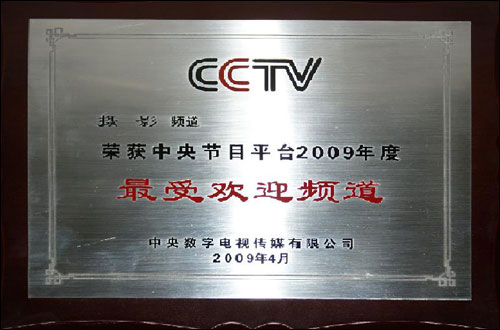 CCTV
摄 影 频道
荣获中央节目平台2009年度
最受欢迎频道
中央数字电视传媒有限公司
2009年4月